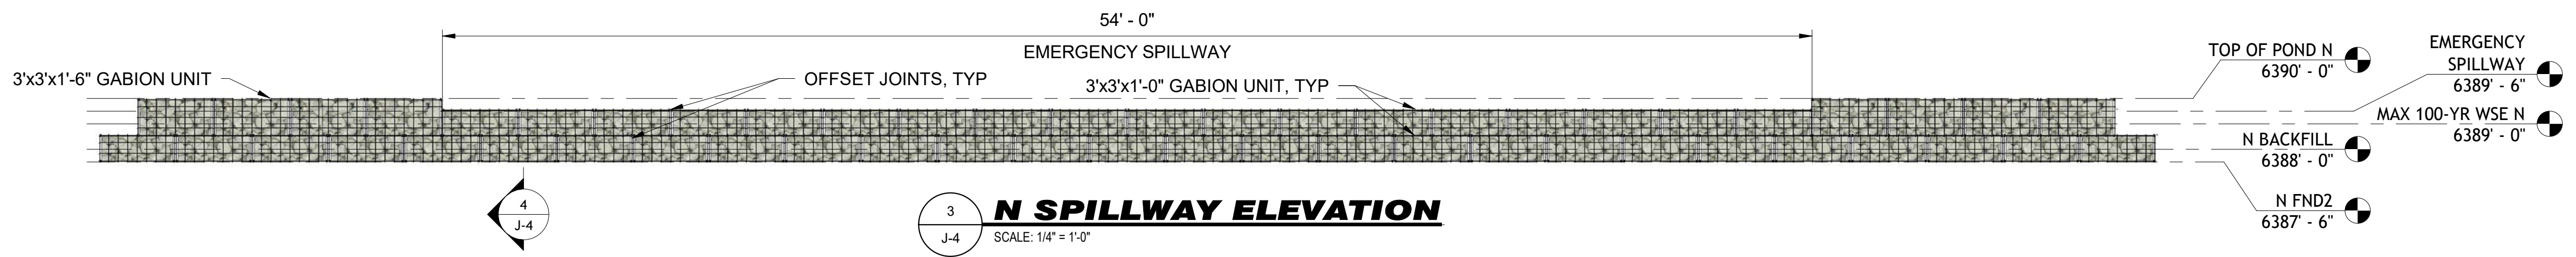 54' - 0"
EMERGENCY SPILLWAY
3'x3'x1'-6" GABION UNIT
OFFSET JOINTS, TYP
3'x3'x1'-0" GABION UNIT, TYP
TOP OF POND N
6390' - 0"
EMERGENCY
SPILLWAY
6389' - 6"
MAX 100-YR WSE N
6389' - 0"
N BACKFILL
6388' - 0"
N FND2
6387' - 6"
4
J-4
3
J-4
N SPILLWAY ELEVATION
SCALE: 1/4" = 1'-0"